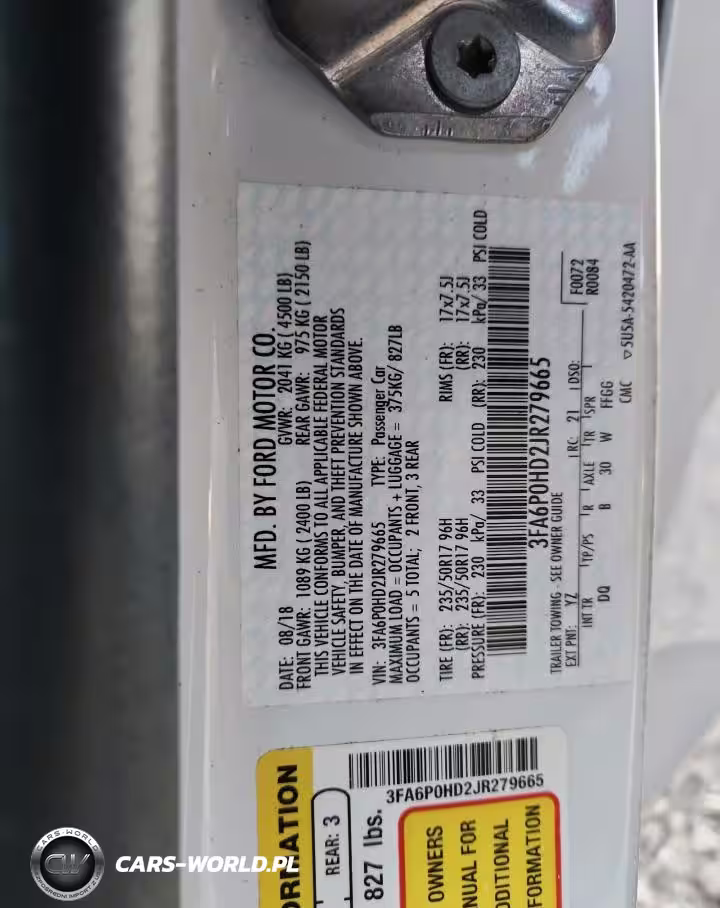 MFD. BY FORD MOTOR CO.
DATE: 08/18 GVWR: 2041 KG ( 4500 LB)
FRONT GAWR: 1089 KG ( 2400 LB) REAR GAWR: 975 KG ( 2150 LB)
THIS VEHICLE CONFORMS TO ALL APPLICABLE FEDERAL MOTOR
VEHICLE SAFETY, BUMPER, AND THEFT PREVENTION STANDARDS
IN EFFECT ON THE DATE OF MANUFACTURE SHOWN ABOVE.
VIN: 3FA6P0HD2JR279665 TYPE: Passenger Car
MAXIMUM LOAD = OCCUPANTS + LUGGAGE = 375KG/ 827LB
OCCUPANTS = 5 TOTAL; 2 FRONT, 3 REAR
TIRE (FR): 235/50R17 96H RIMS (FR): 17x7.5J
(RR): 235/50R17 96H (RR): 17x7.5J
PRESSURE (FR): 230 kPa/ 33 PSI COLD (RR): 230 kPa/ 33 PSI COLD
3FA6P0HD2JR279665
TRAILER TOWING - SEE OWNER GUIDE
EXT PNT: YZ RC: 21 DSO: F0072
R0084
INT TR TP/PS R AXLE TR SPR
DQ B 30 W FFGG
CMC
▽5U5A-5420472-AA
ORMATION
REAR: 3
827 lbs.
3FA6P0HD2JR279665
OWNERS
NUAL FOR
DDITIONAL
FORMATION
CARS-WORLD
CW
CARS-WORLD.PL